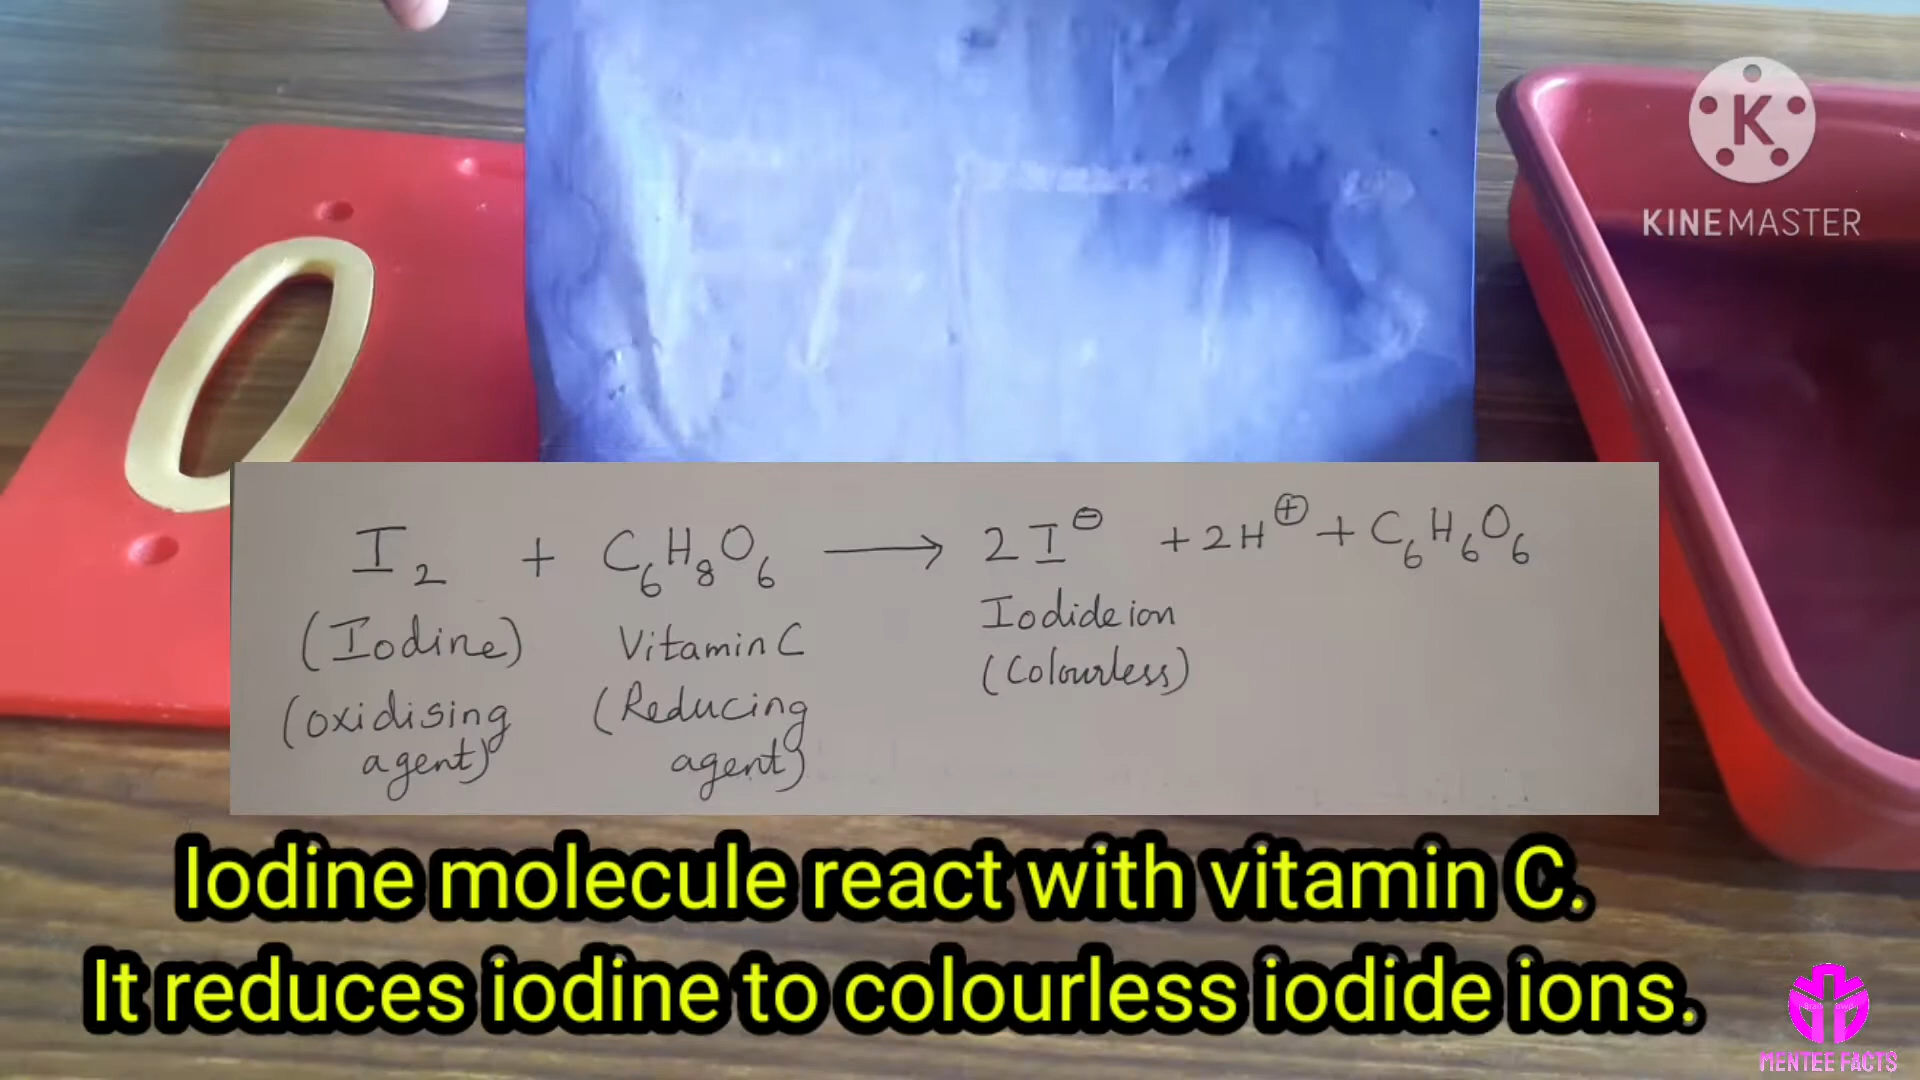 K
KINEMASTER
I₂ + C₆H₈O₆ ⟶ 2I⊖ + 2H⊕ + C₆H₆O₆
(Iodine) Vitamin C Iodide ion
(oxidising agent) (Reducing agent) (Colourless)
Iodine molecule react with vitamin C.
It reduces iodine to colourless iodide ions.
MENTEE FACTS